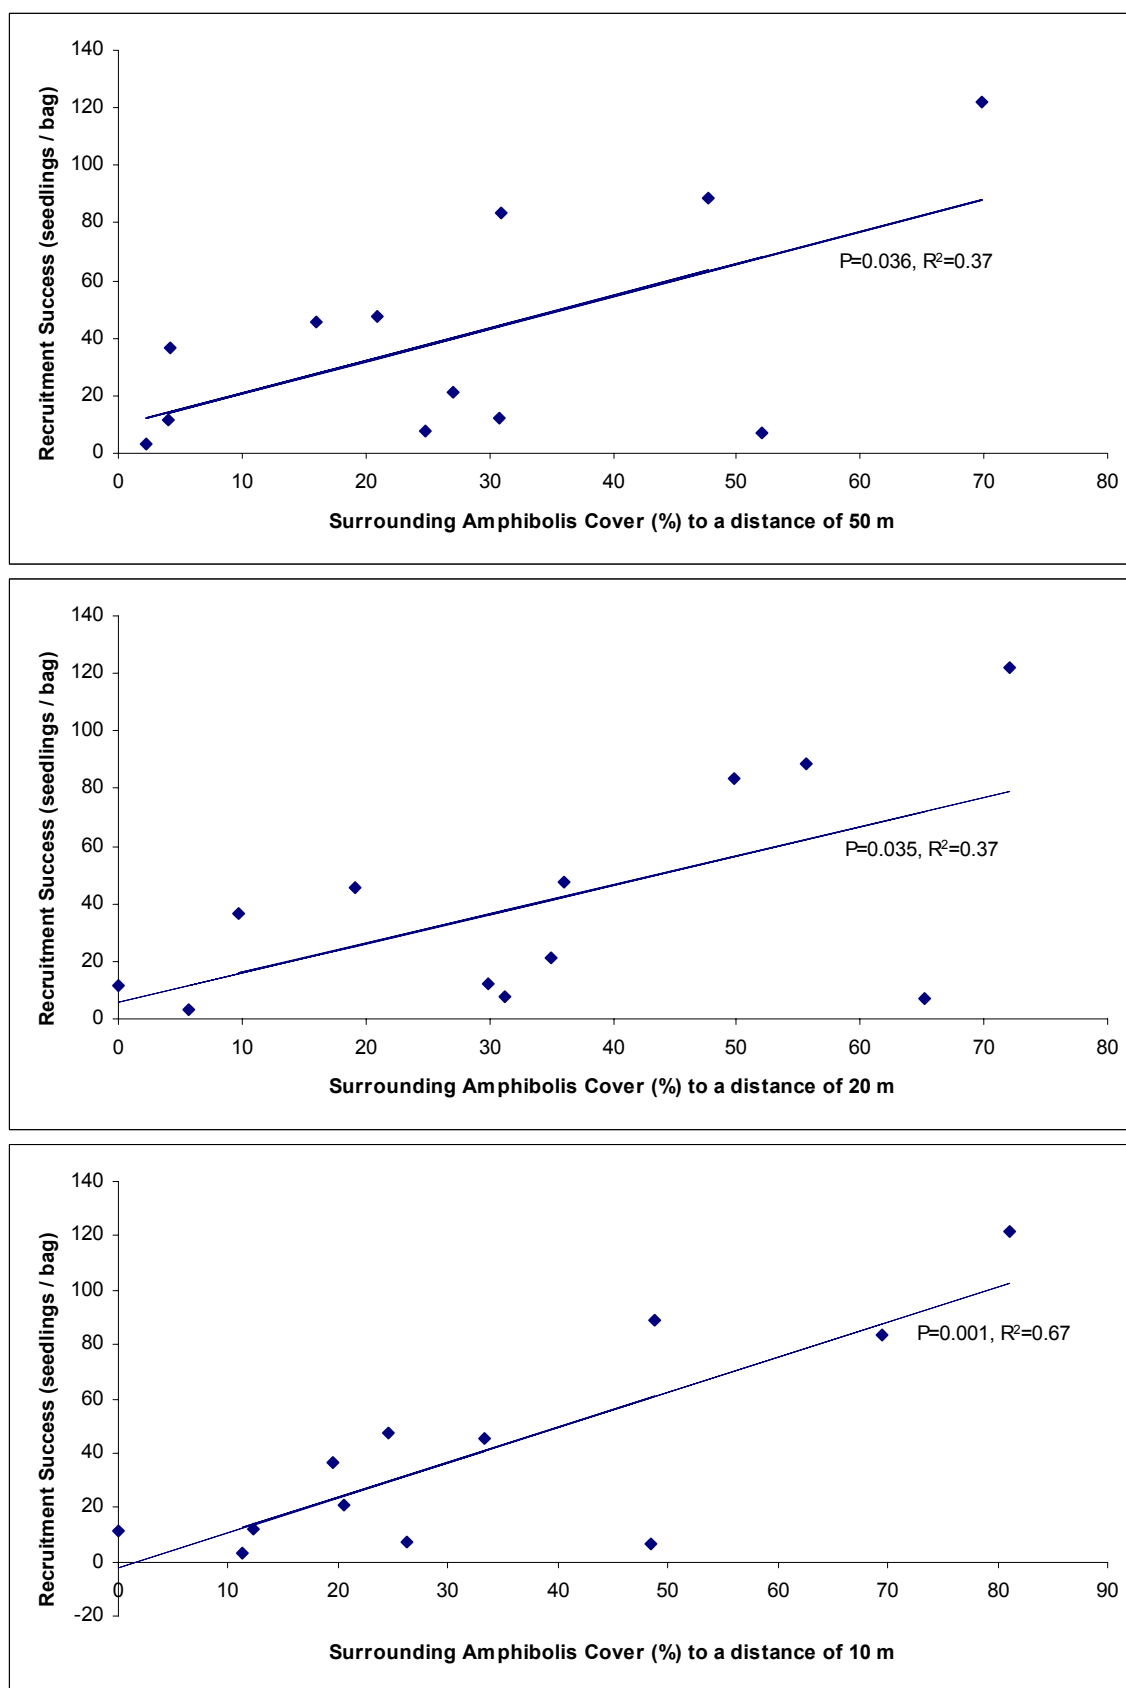 140
120
100
80
60
40
20
0
Recruitment Success (seedlings / bag)
P=0.036, R²=0.37
0 10 20 30 40 50 60 70 80
Surrounding Amphibolis Cover (%) to a distance of 50 m
140
120
100
80
60
40
20
0
Recruitment Success (seedlings / bag)
P=0.035, R²=0.37
0 10 20 30 40 50 60 70 80
Surrounding Amphibolis Cover (%) to a distance of 20 m
140
120
100
80
60
40
20
0
-20
Recruitment Success (seedlings / bag)
P=0.001, R²=0.67
0 10 20 30 40 50 60 70 80 90
Surrounding Amphibolis Cover (%) to a distance of 10 m